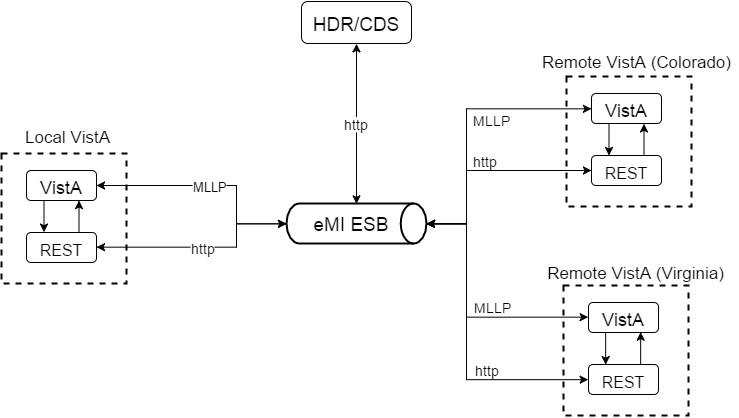 HDR/CDS
http
Local VistA
VistA
REST
MLLP
http
eMI ESB
Remote VistA (Colorado)
MLLP
http
VistA
REST
Remote VistA (Virginia)
MLLP
http
VistA
REST